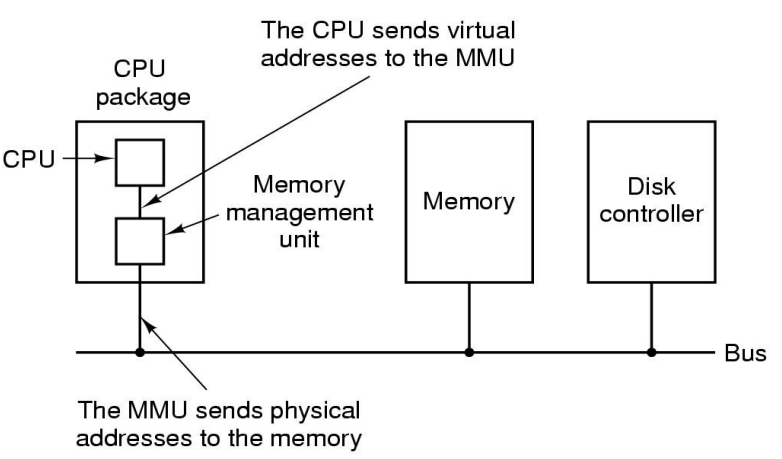 The CPU sends virtual
addresses to the MMU
CPU
package
CPU
Memory
management
unit
Memory
Disk
controller
Bus
The MMU sends physical
addresses to the memory